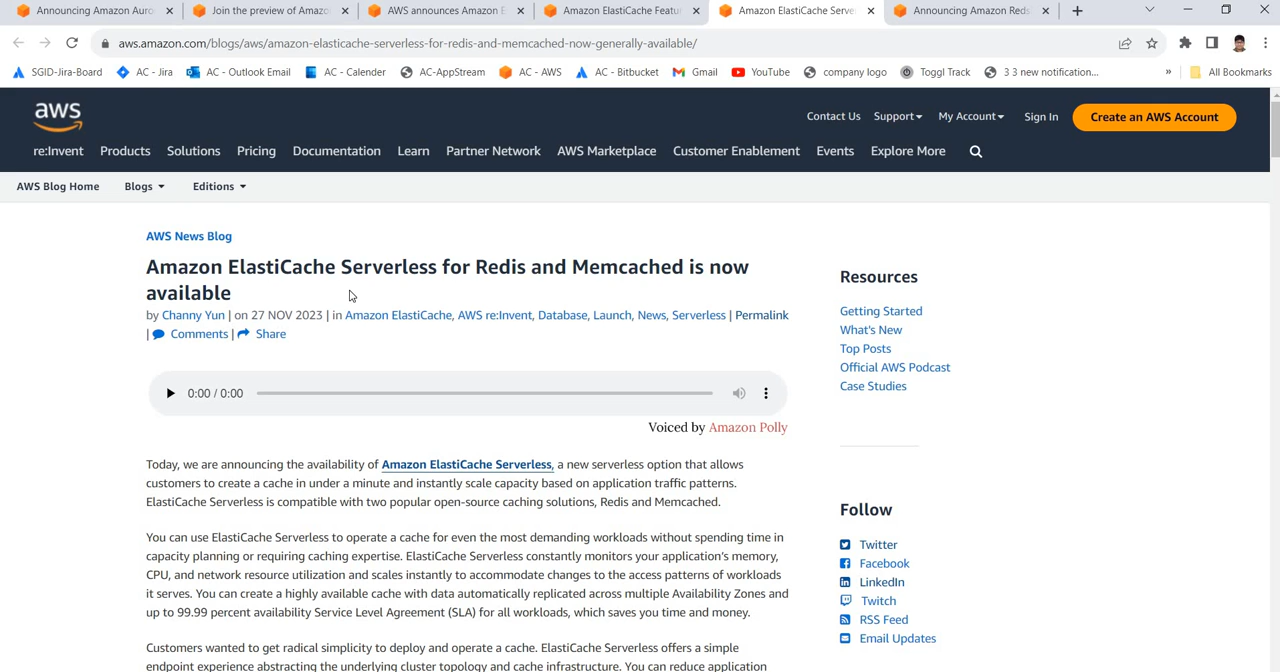 Announcing Amazon Auro
Join the preview of Amazo
AWS announces Amazon E
Amazon ElastiCache Featu
Amazon ElastiCache Server
Announcing Amazon Reds
aws.amazon.com/blogs/aws/amazon-elasticache-serverless-for-redis-and-memcached-now-generally-available/
SGID-Jira-Board
AC - Jira
AC - Outlook Email
AC - Calender
AC-AppStream
AC - AWS
AC - Bitbucket
Gmail
YouTube
company logo
Toggl Track
3 3 new notification...
»
All Bookmarks
aws
Contact Us
Support
My Account
Sign In
Create an AWS Account
re:Invent
Products
Solutions
Pricing
Documentation
Learn
Partner Network
AWS Marketplace
Customer Enablement
Events
Explore More
AWS Blog Home
Blogs
Editions
AWS News Blog
Amazon ElastiCache Serverless for Redis and Memcached is now
available
by Channy Yun | on 27 NOV 2023 | in Amazon ElastiCache, AWS re:Invent, Database, Launch, News, Serverless | Permalink
| Comments | Share
0:00 / 0:00
Voiced by Amazon Polly
Today, we are announcing the availability of Amazon ElastiCache Serverless, a new serverless option that allows
customers to create a cache in under a minute and instantly scale capacity based on application traffic patterns.
ElastiCache Serverless is compatible with two popular open-source caching solutions, Redis and Memcached.
You can use ElastiCache Serverless to operate a cache for even the most demanding workloads without spending time in
capacity planning or requiring caching expertise. ElastiCache Serverless constantly monitors your application's memory,
CPU, and network resource utilization and scales instantly to accommodate changes to the access patterns of workloads
it serves. You can create a highly available cache with data automatically replicated across multiple Availability Zones and
up to 99.99 percent availability Service Level Agreement (SLA) for all workloads, which saves you time and money.
Customers wanted to get radical simplicity to deploy and operate a cache. ElastiCache Serverless offers a simple
endpoint experience abstracting the underlying cluster topology and cache infrastructure. You can reduce application
Resources
Getting Started
What's New
Top Posts
Official AWS Podcast
Case Studies
Follow
Twitter
Facebook
LinkedIn
Twitch
RSS Feed
Email Updates